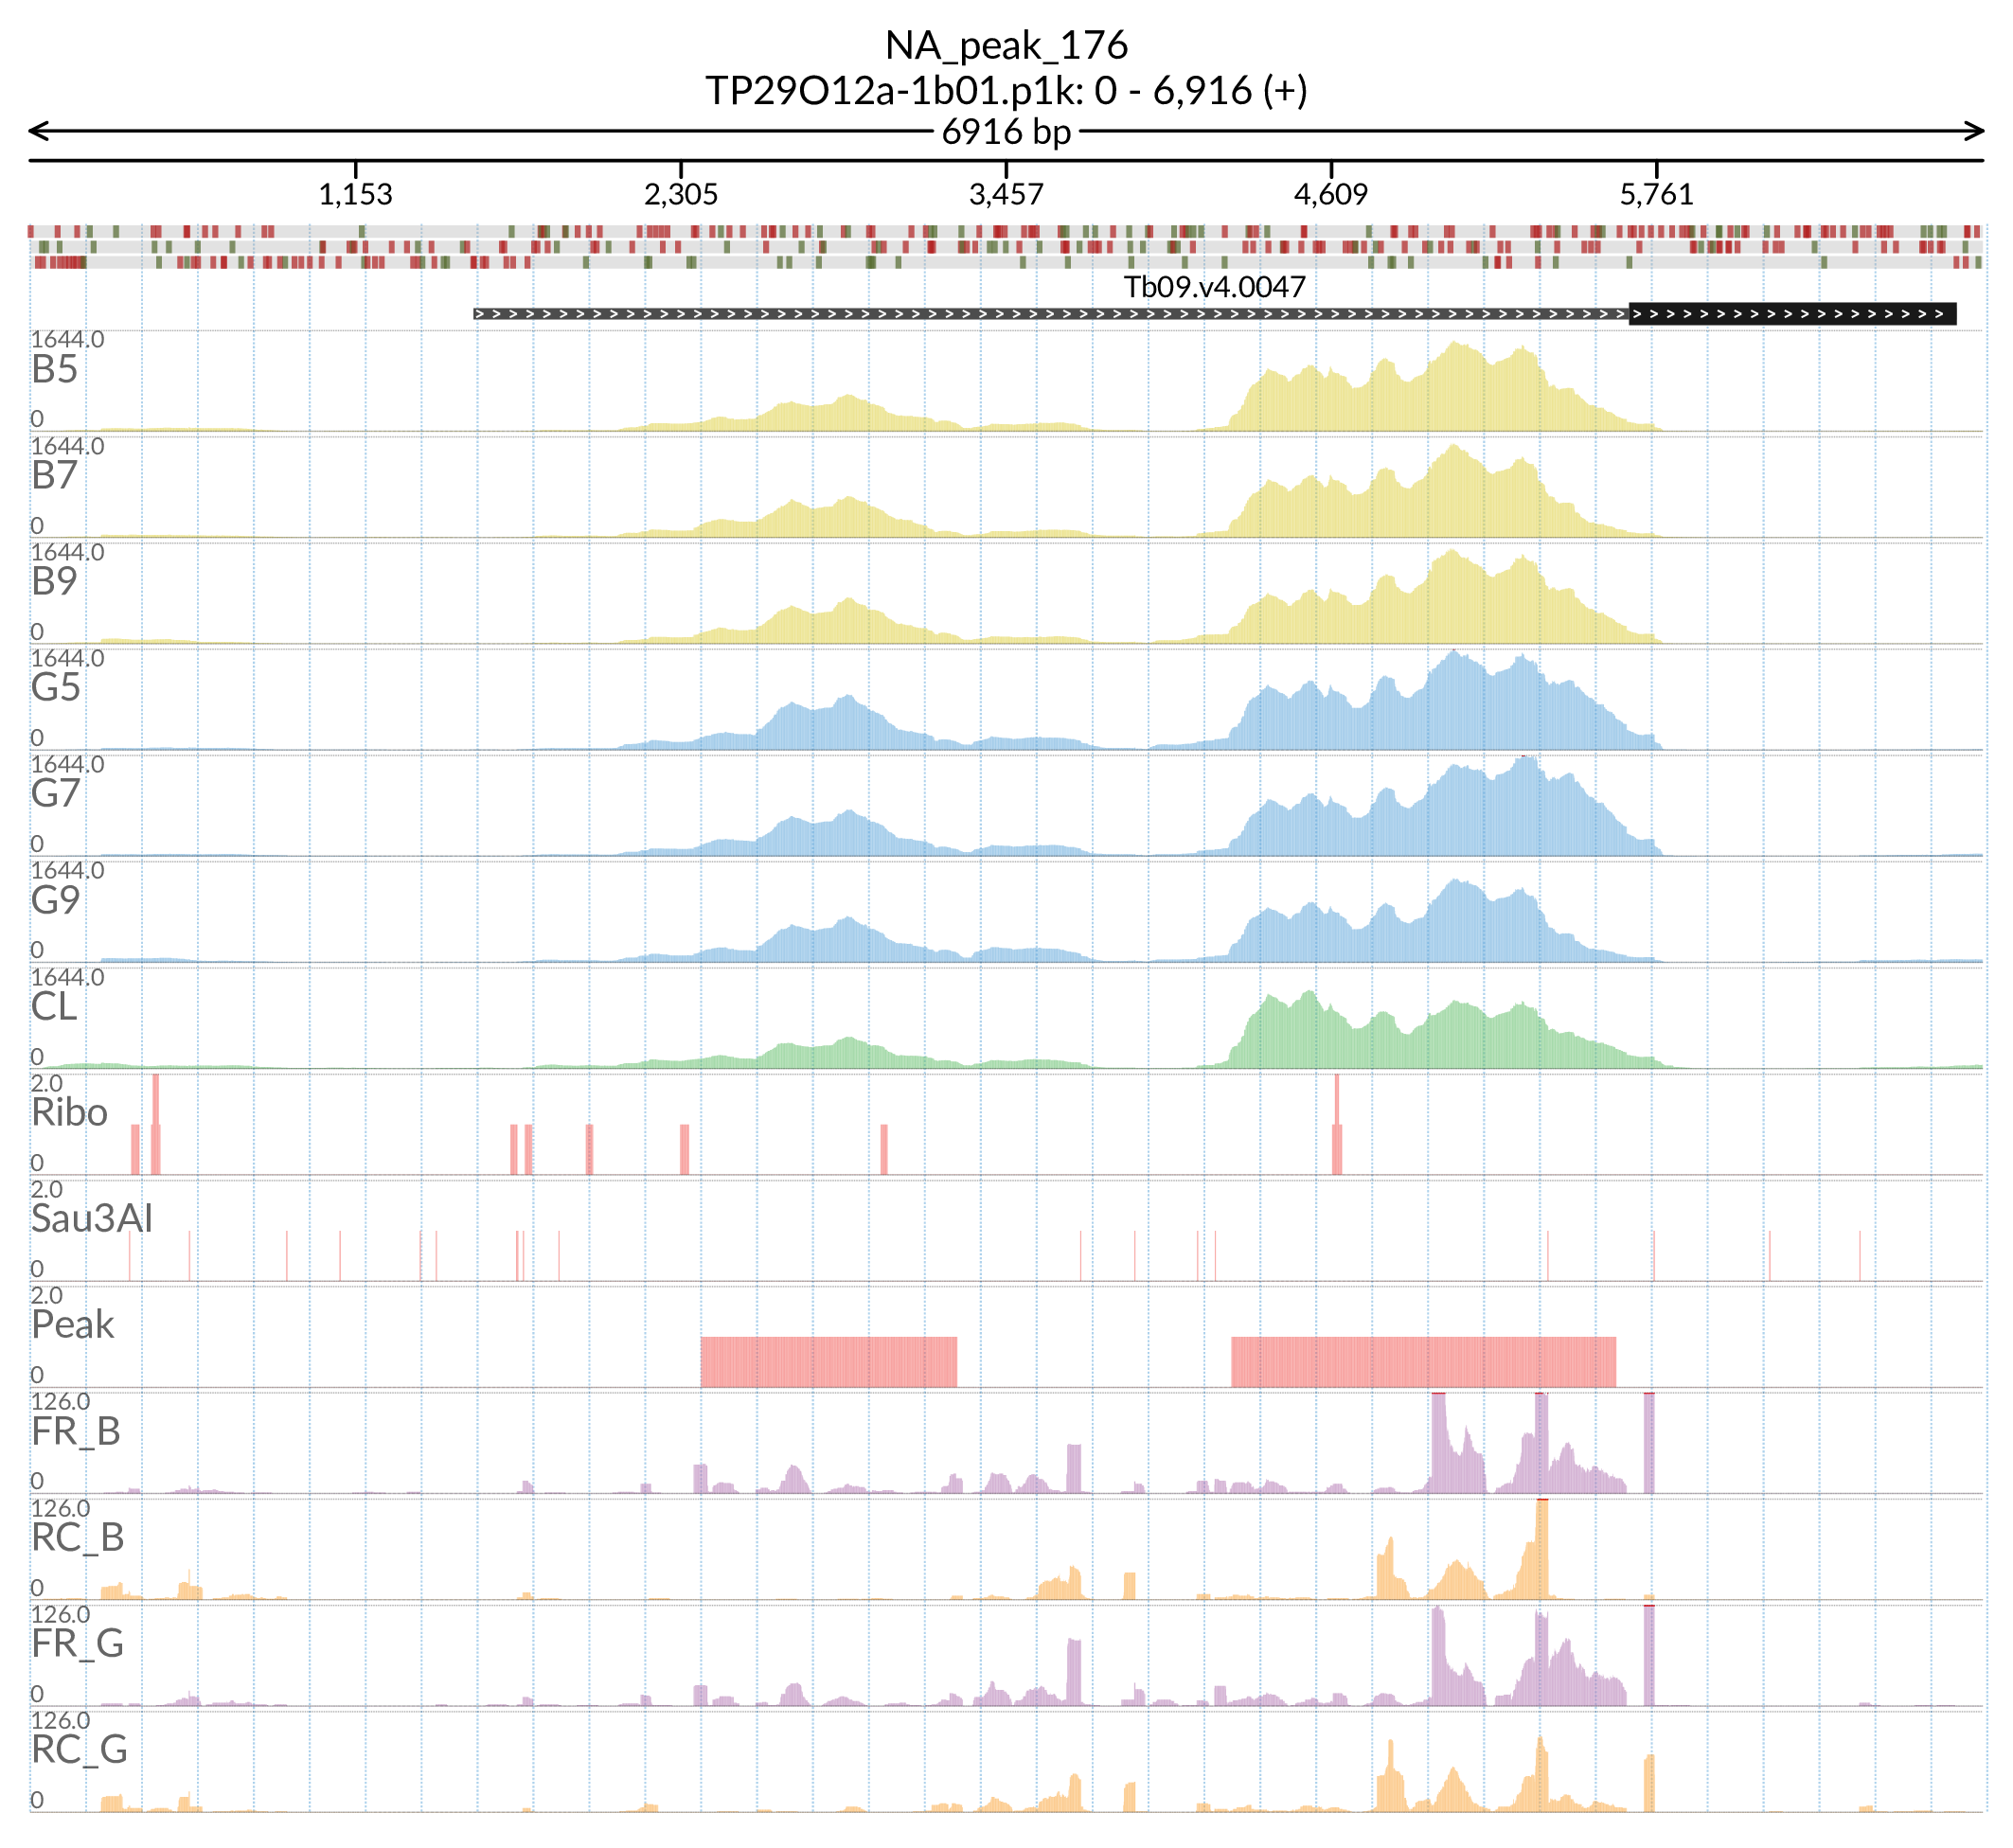 NA_peak_176
TP29O12a-1b01.p1k: 0 - 6,916 (+)
6916 bp
1,153 2,305 3,457 4,609 5,761
Tb09.v4.0047
1644.0
B5
0
1644.0
B7
0
1644.0
B9
0
1644.0
G5
0
1644.0
G7
0
1644.0
G9
0
1644.0
CL
0
2.0
Ribo
0
2.0
Sau3AI
0
2.0
Peak
0
126.0
FR_B
0
126.0
RC_B
0
126.0
FR_G
0
126.0
RC_G
0